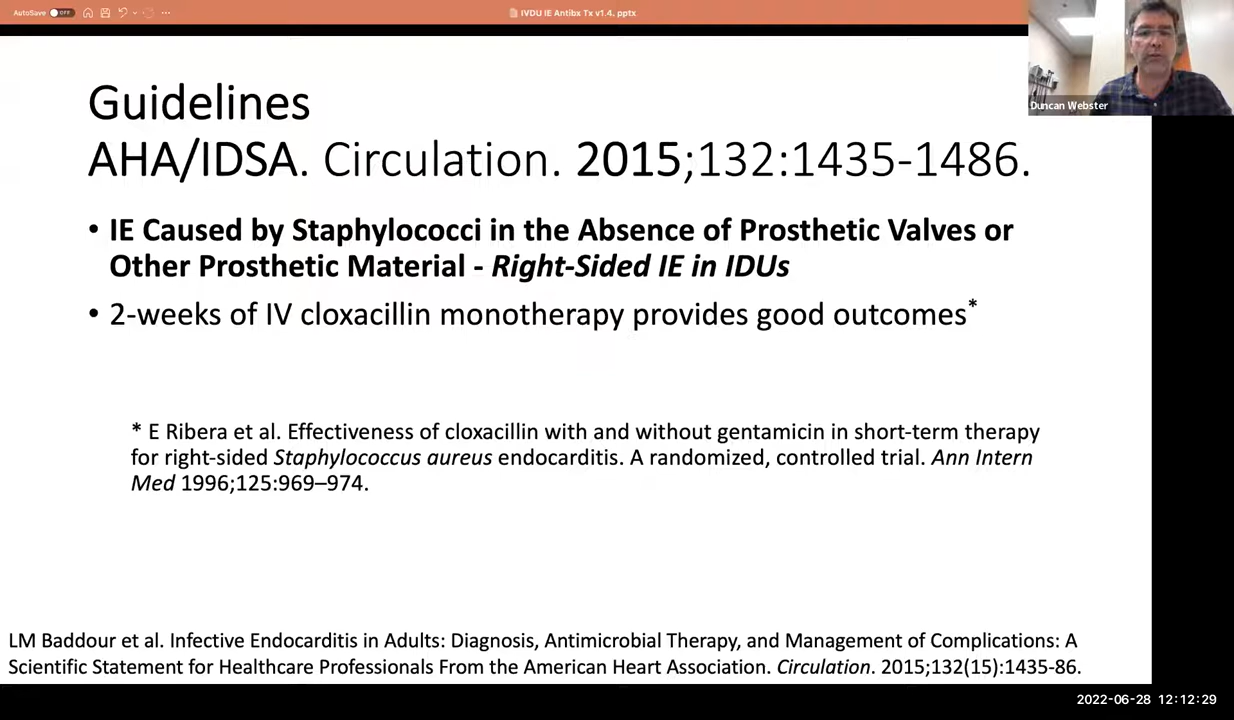 AutoSave OFF
IVDU IE Antibx Tx v1.4. pptx
Duncan Webster
Guidelines
AHA/IDSA. Circulation. 2015;132:1435-1486.
• IE Caused by Staphylococci in the Absence of Prosthetic Valves or
Other Prosthetic Material - Right-Sided IE in IDUs
• 2-weeks of IV cloxacillin monotherapy provides good outcomes*
* E Ribera et al. Effectiveness of cloxacillin with and without gentamicin in short-term therapy
for right-sided Staphylococcus aureus endocarditis. A randomized, controlled trial. Ann Intern
Med 1996;125:969–974.
LM Baddour et al. Infective Endocarditis in Adults: Diagnosis, Antimicrobial Therapy, and Management of Complications: A
Scientific Statement for Healthcare Professionals From the American Heart Association. Circulation. 2015;132(15):1435-86.
2022-06-28 12:12:29